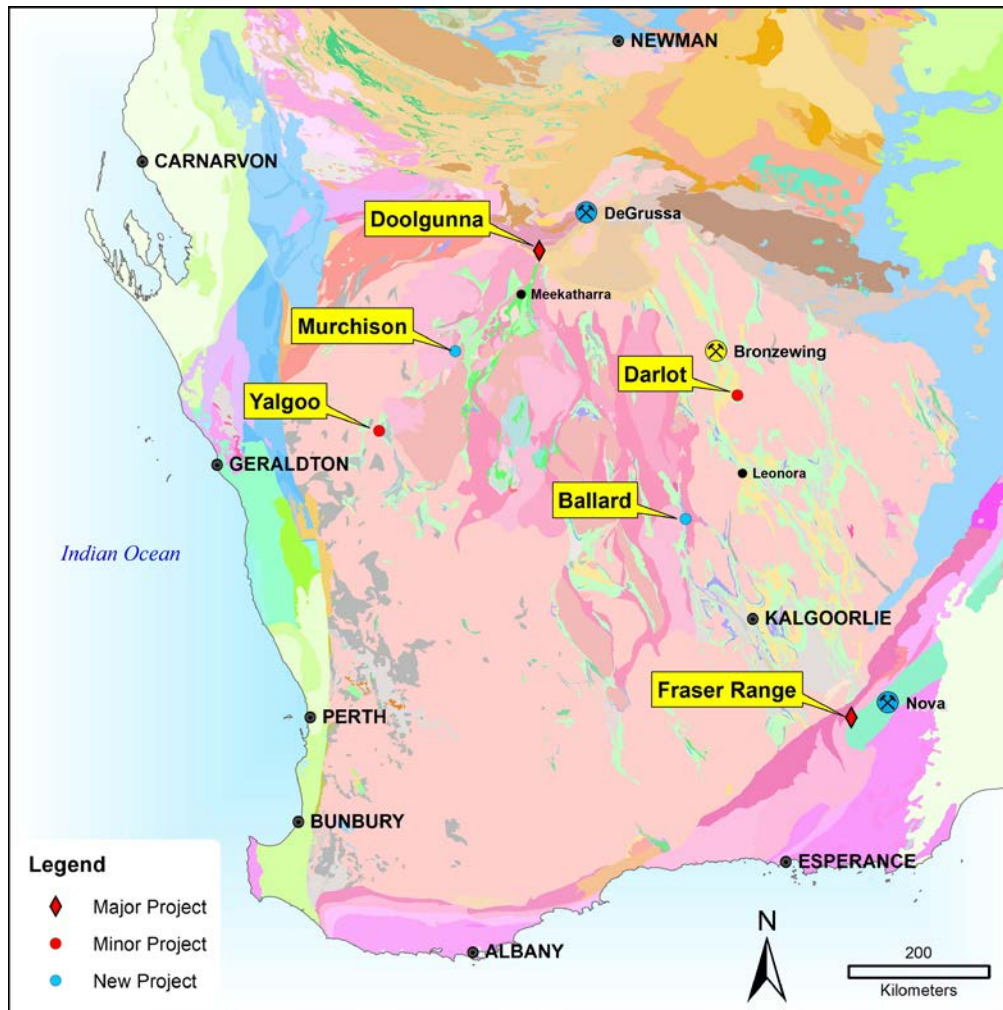 NEWMAN
CARNARVON
DeGrussa
Doolgunna
Meekatharra
Murchison
Bronzewing
Darlot
Yalgoo
GERALDTON
Leonora
Ballard
Indian Ocean
KALGOORLIE
Fraser Range
Nova
PERTH
BUNBURY
ESPERANCE
Legend
Major Project
Minor Project
New Project
ALBANY
N
200
Kilometers